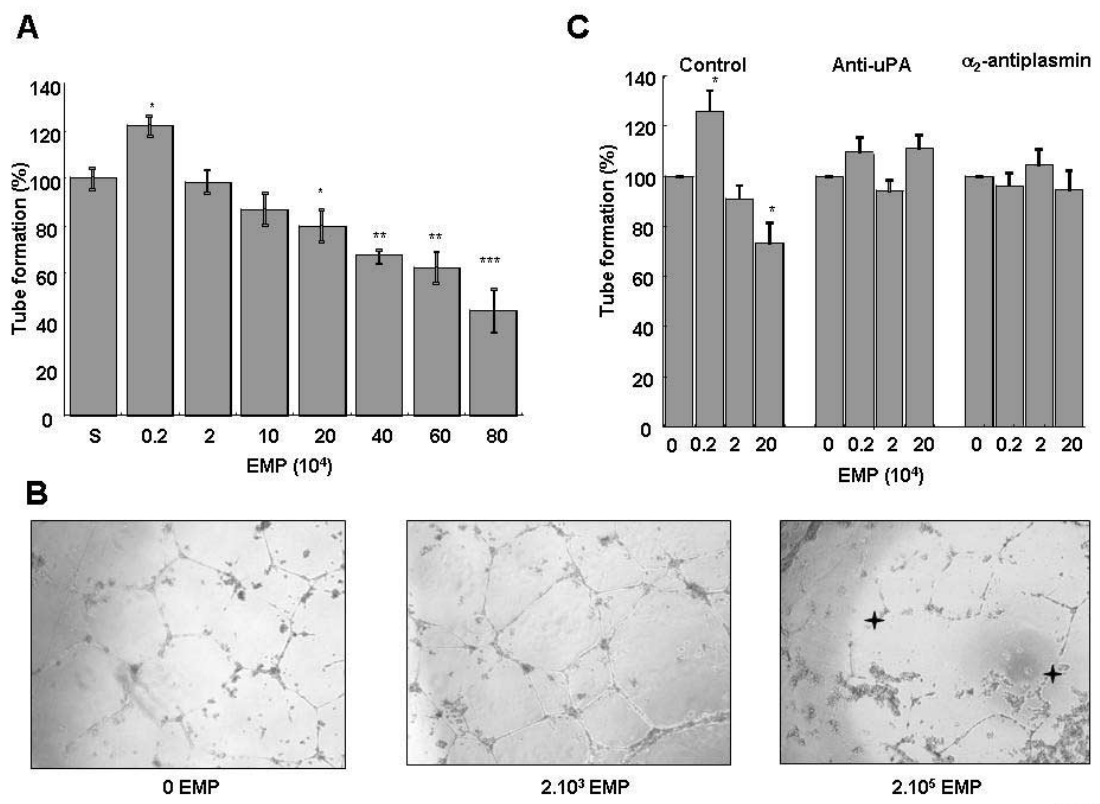 A
Tube formation (%)
140
120
100
80
60
40
20
0
*
*
**
**
***
S 0.2 2 10 20 40 60 80
EMP (10⁴)
C
Control Anti-uPA α₂-antiplasmin
Tube formation (%)
140
120
100
80
60
40
20
0
*
*
0 0.2 2 20 0 0.2 2 20 0 0.2 2 20
EMP (10⁴)
B
0 EMP
2.10³ EMP
2.10⁵ EMP